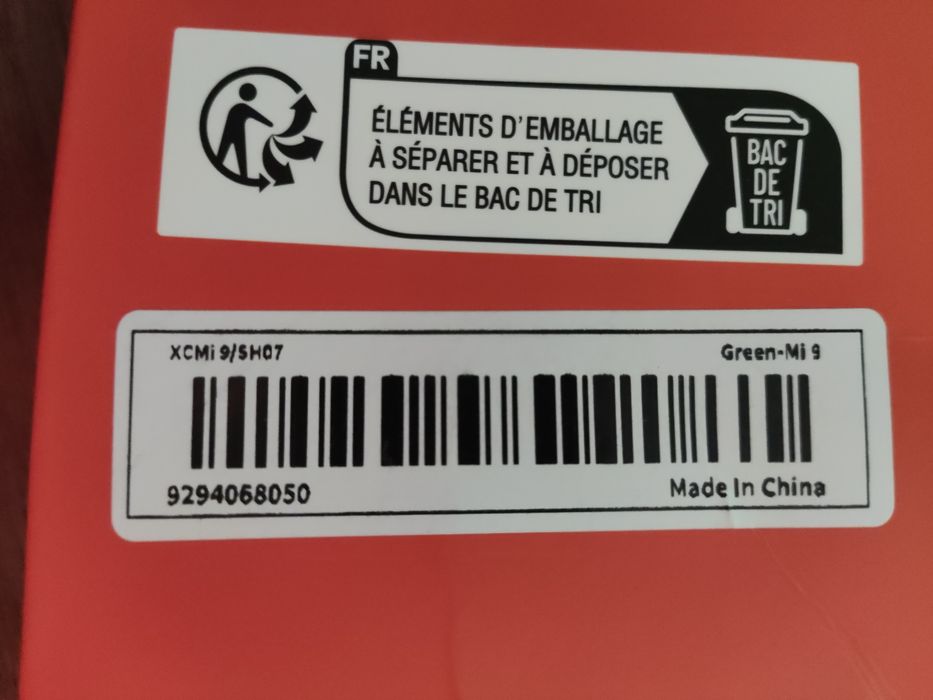 FR
ÉLÉMENTS D'EMBALLAGE
À SÉPARER ET À DÉPOSER
DANS LE BAC DE TRI
BAC
DE
TRI
XCMi 9/SH07
Green-Mi 9
9294068050
Made In China